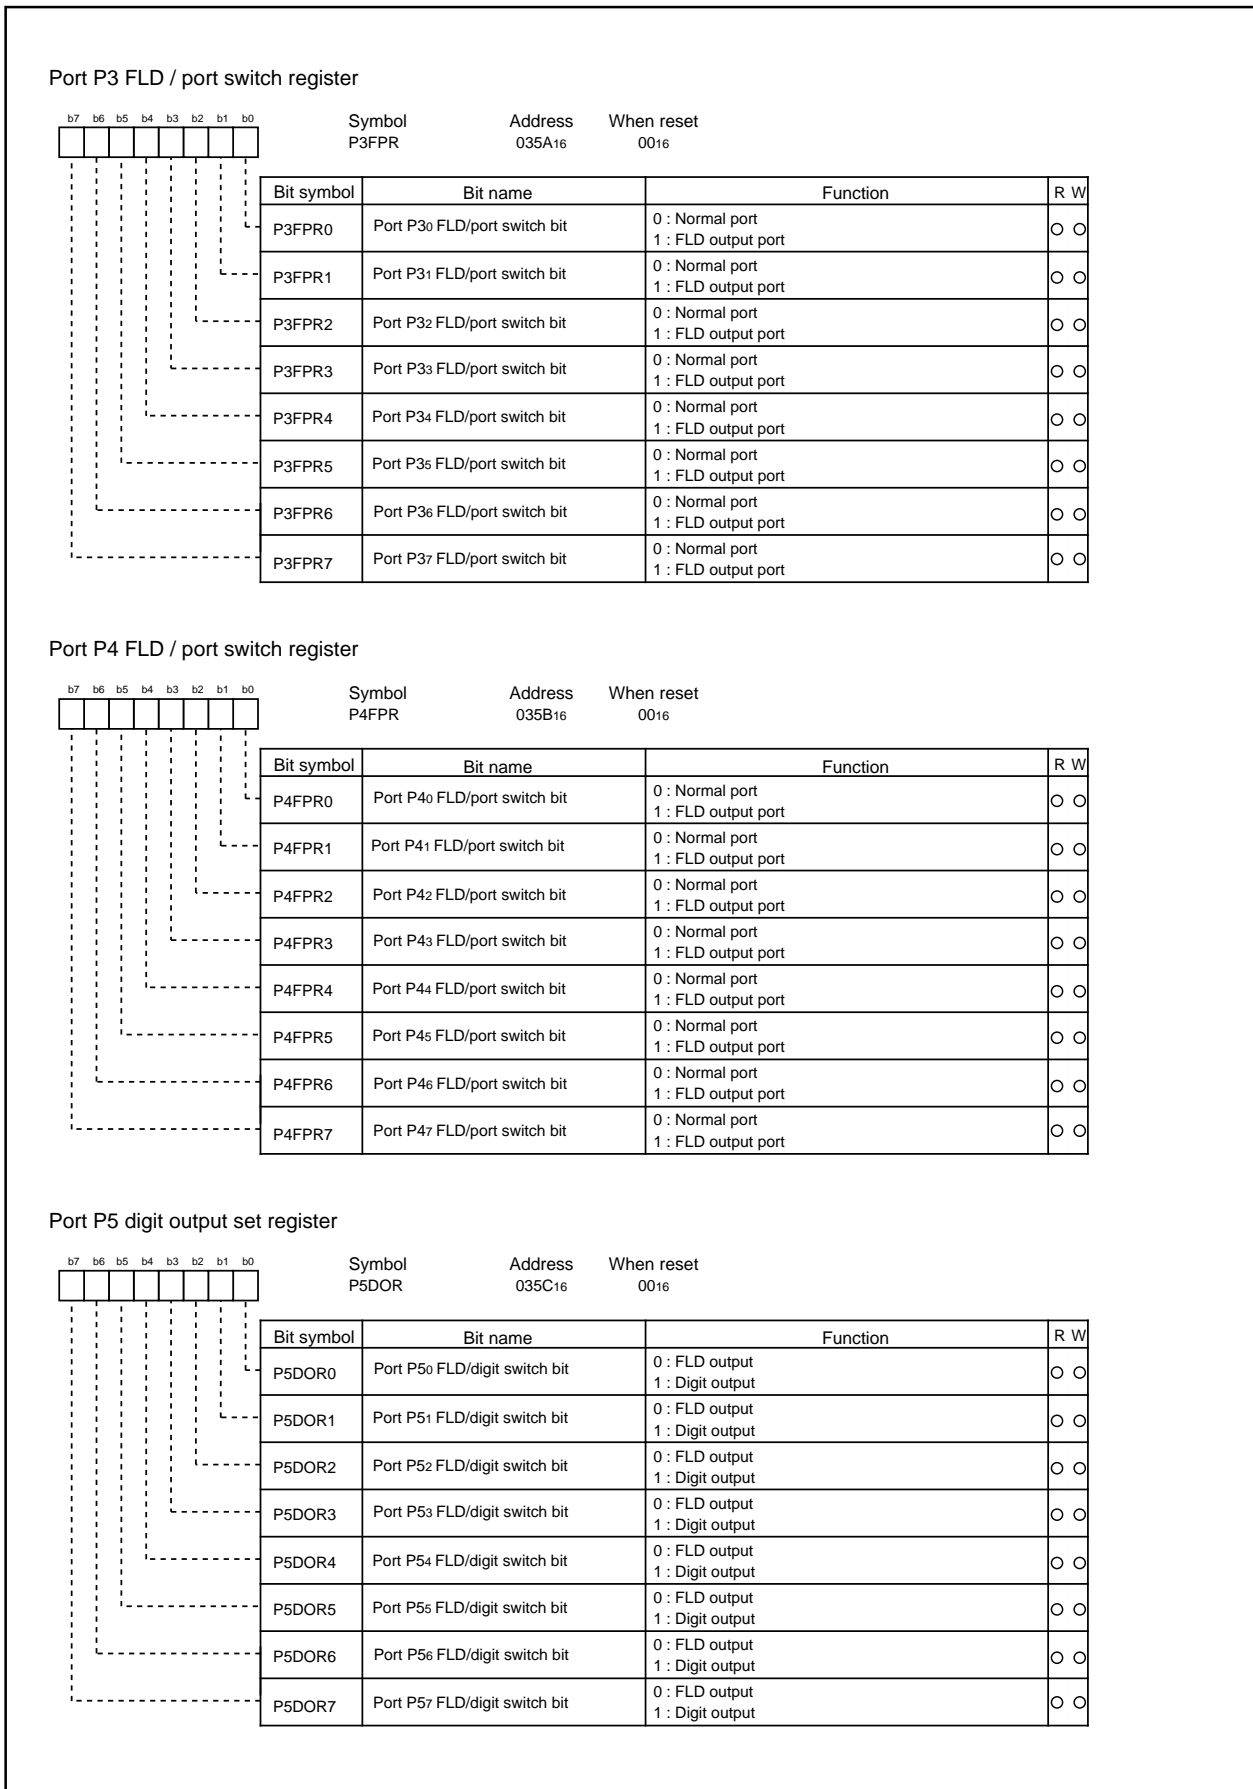 Port P3 FLD / port switch register
b7 b6 b5 b4 b3 b2 b1 b0
Symbol Address When reset
P3FPR 035A16 0016
Bit symbol Bit name Function R W
P3FPR0 Port P30 FLD/port switch bit 0 : Normal port
1 : FLD output port
P3FPR1 Port P31 FLD/port switch bit 0 : Normal port
1 : FLD output port
P3FPR2 Port P32 FLD/port switch bit 0 : Normal port
1 : FLD output port
P3FPR3 Port P33 FLD/port switch bit 0 : Normal port
1 : FLD output port
P3FPR4 Port P34 FLD/port switch bit 0 : Normal port
1 : FLD output port
P3FPR5 Port P35 FLD/port switch bit 0 : Normal port
1 : FLD output port
P3FPR6 Port P36 FLD/port switch bit 0 : Normal port
1 : FLD output port
P3FPR7 Port P37 FLD/port switch bit 0 : Normal port
1 : FLD output port
Port P4 FLD / port switch register
b7 b6 b5 b4 b3 b2 b1 b0
Symbol Address When reset
P4FPR 035B16 0016
Bit symbol Bit name Function R W
P4FPR0 Port P40 FLD/port switch bit 0 : Normal port
1 : FLD output port
P4FPR1 Port P41 FLD/port switch bit 0 : Normal port
1 : FLD output port
P4FPR2 Port P42 FLD/port switch bit 0 : Normal port
1 : FLD output port
P4FPR3 Port P43 FLD/port switch bit 0 : Normal port
1 : FLD output port
P4FPR4 Port P44 FLD/port switch bit 0 : Normal port
1 : FLD output port
P4FPR5 Port P45 FLD/port switch bit 0 : Normal port
1 : FLD output port
P4FPR6 Port P46 FLD/port switch bit 0 : Normal port
1 : FLD output port
P4FPR7 Port P47 FLD/port switch bit 0 : Normal port
1 : FLD output port
Port P5 digit output set register
b7 b6 b5 b4 b3 b2 b1 b0
Symbol Address When reset
P5DOR 035C16 0016
Bit symbol Bit name Function R W
P5DOR0 Port P50 FLD/digit switch bit 0 : FLD output
1 : Digit output
P5DOR1 Port P51 FLD/digit switch bit 0 : FLD output
1 : Digit output
P5DOR2 Port P52 FLD/digit switch bit 0 : FLD output
1 : Digit output
P5DOR3 Port P53 FLD/digit switch bit 0 : FLD output
1 : Digit output
P5DOR4 Port P54 FLD/digit switch bit 0 : FLD output
1 : Digit output
P5DOR5 Port P55 FLD/digit switch bit 0 : FLD output
1 : Digit output
P5DOR6 Port P56 FLD/digit switch bit 0 : FLD output
1 : Digit output
P5DOR7 Port P57 FLD/digit switch bit 0 : FLD output
1 : Digit output